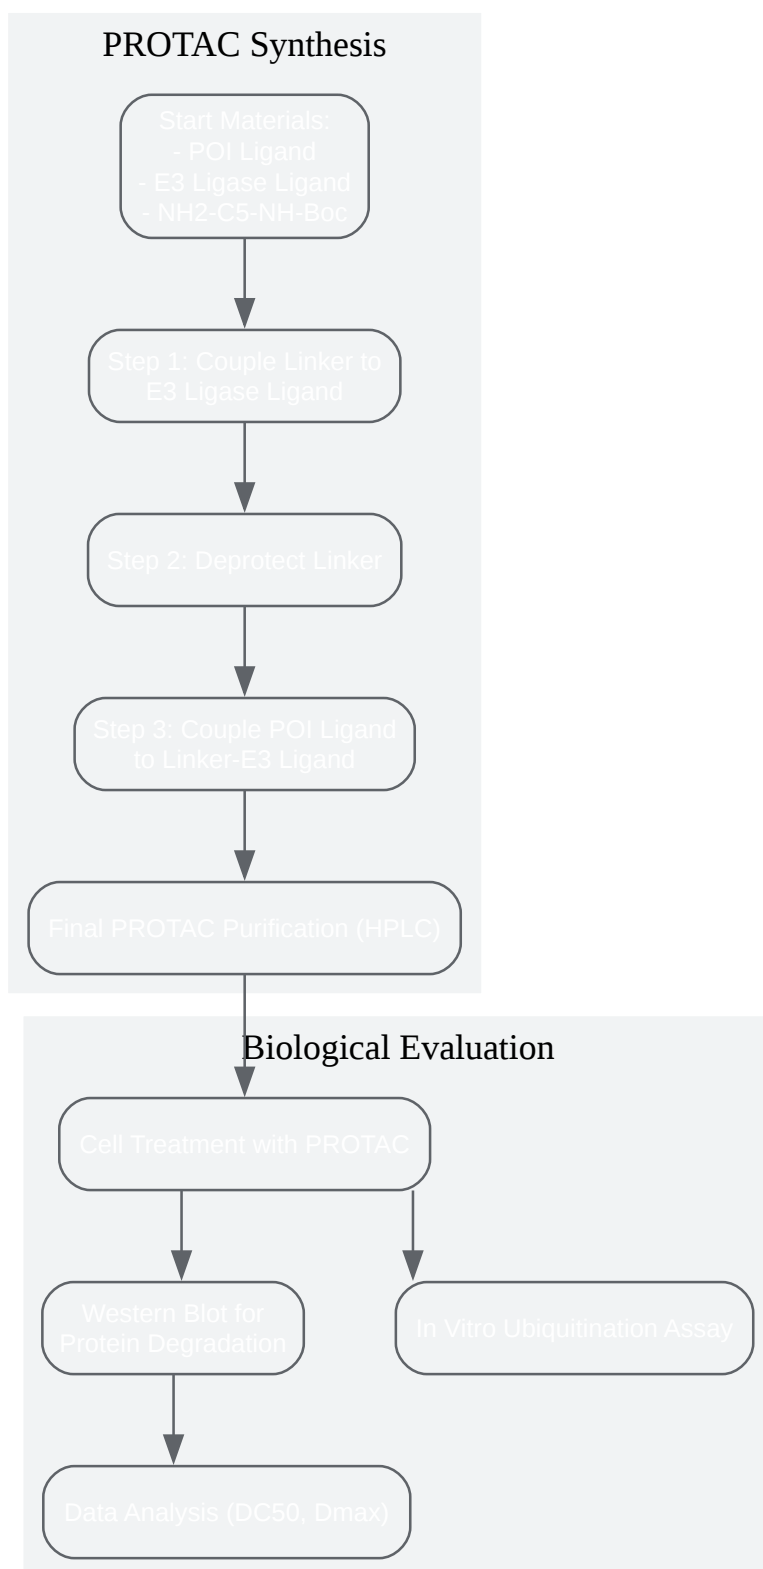 PROTAC Synthesis
Start Materials:
- POI Ligand
- E3 Ligase Ligand
- NH2-C5-NH-Boc
Step 1: Couple Linker to
E3 Ligase Ligand
Step 2: Deprotect Linker
Step 3: Couple POI Ligand
to Linker-E3 Ligand
Final PROTAC Purification (HPLC)
Biological Evaluation
Cell Treatment with PROTAC
Western Blot for
Protein Degradation
In Vitro Ubiquitination Assay
Data Analysis (DC50, Dmax)